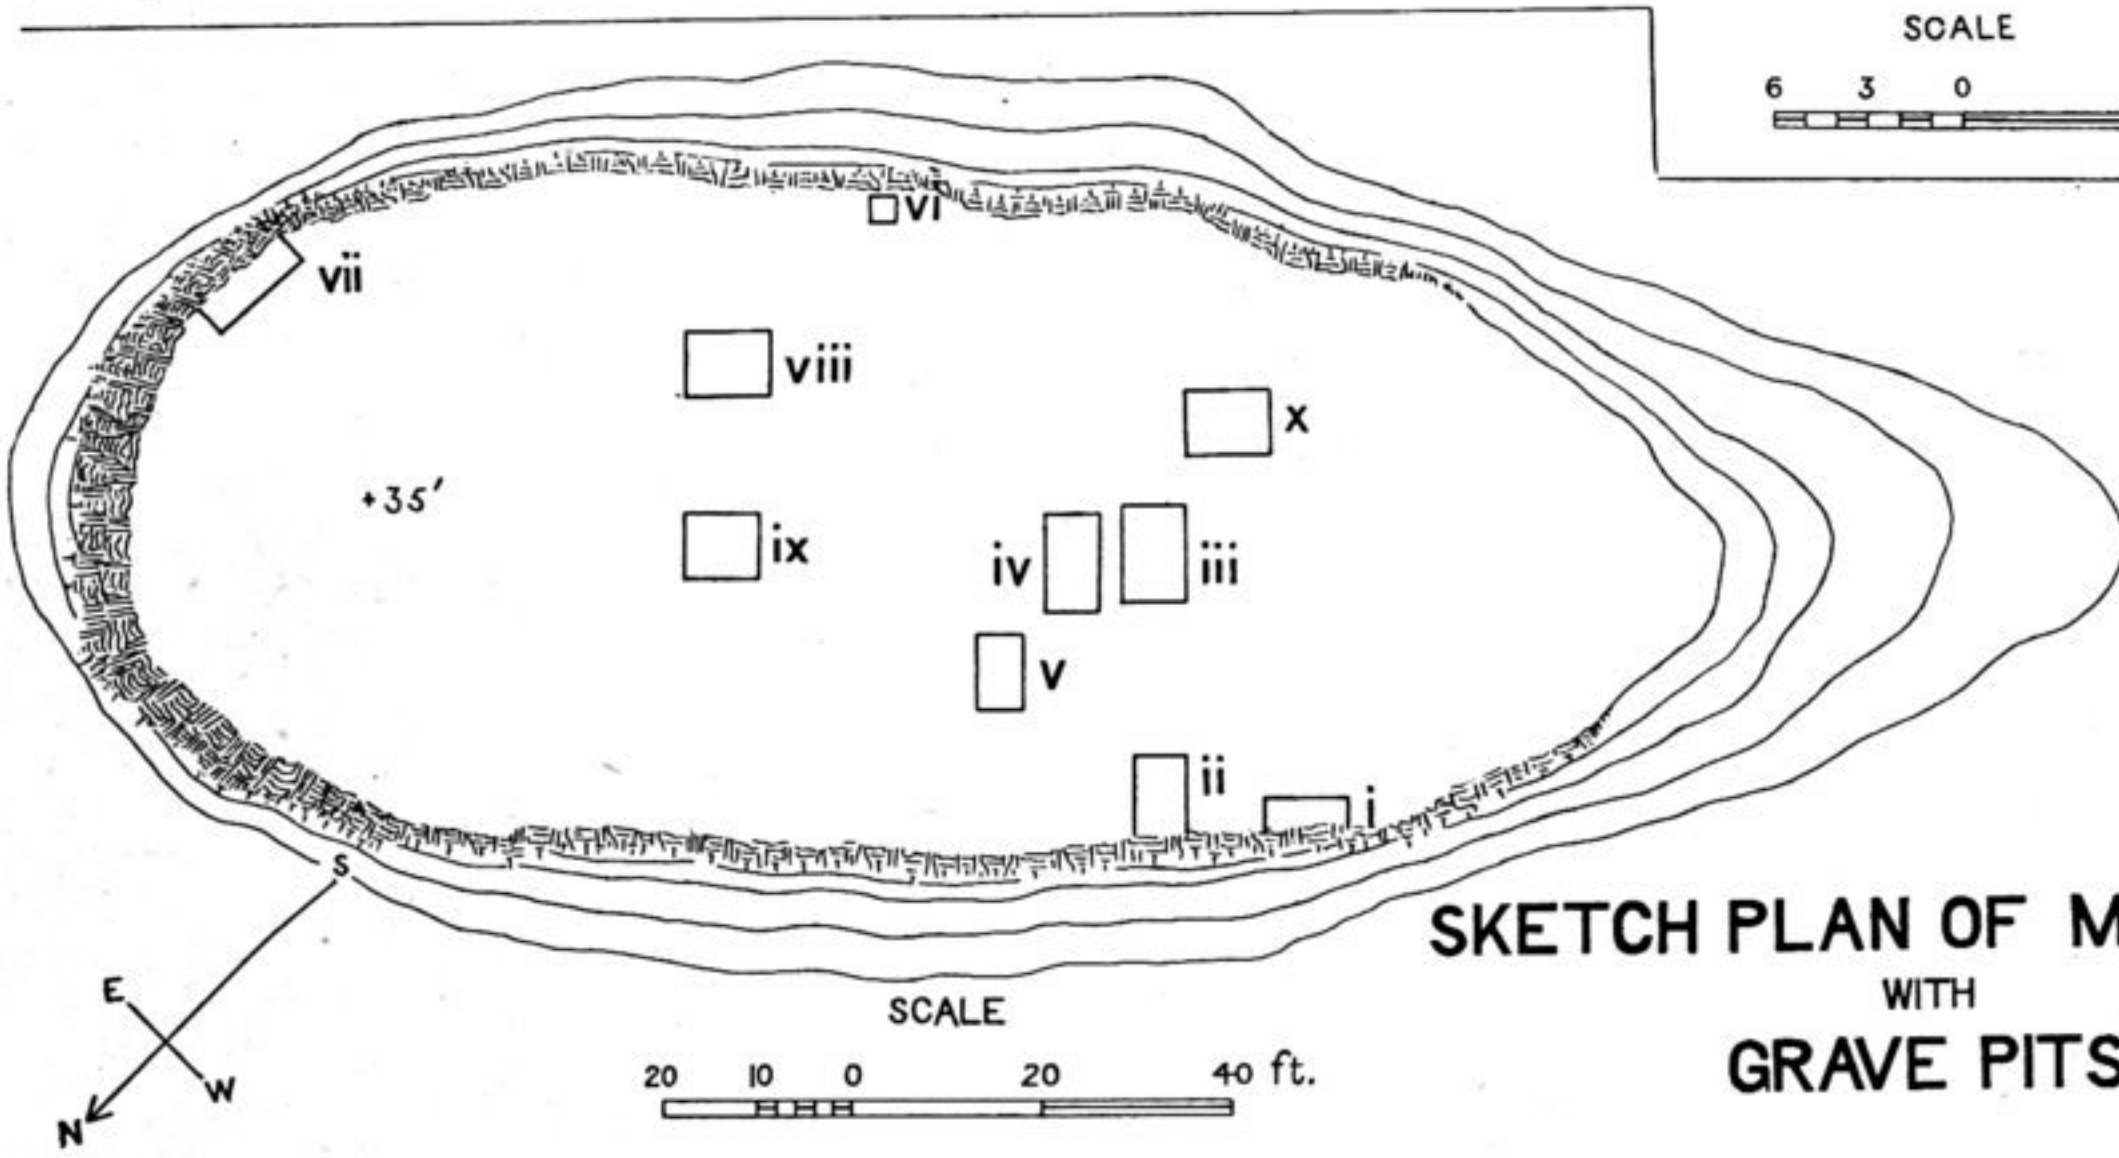 SCALE
6 3 0
vi
vii
viii
x
+35'
ix
iv
iii
v
ii
i
S
E
W
N
SCALE
20 10 0 20 40 ft.
SKETCH PLAN OF M
WITH
GRAVE PITS